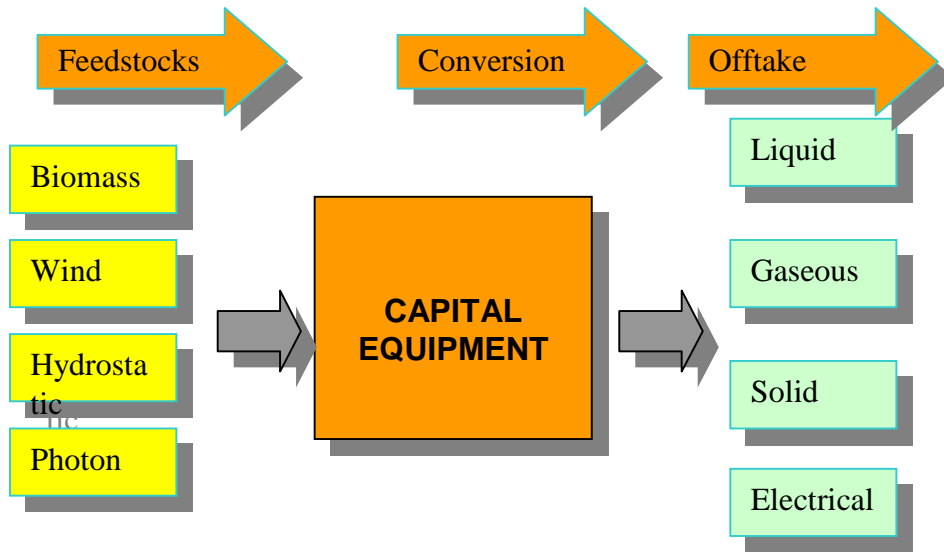 Feedstocks
Conversion
Offtake
Biomass
Wind
Hydrosta
tic
Photon
CAPITAL
EQUIPMENT
Liquid
Gaseous
Solid
Electrical